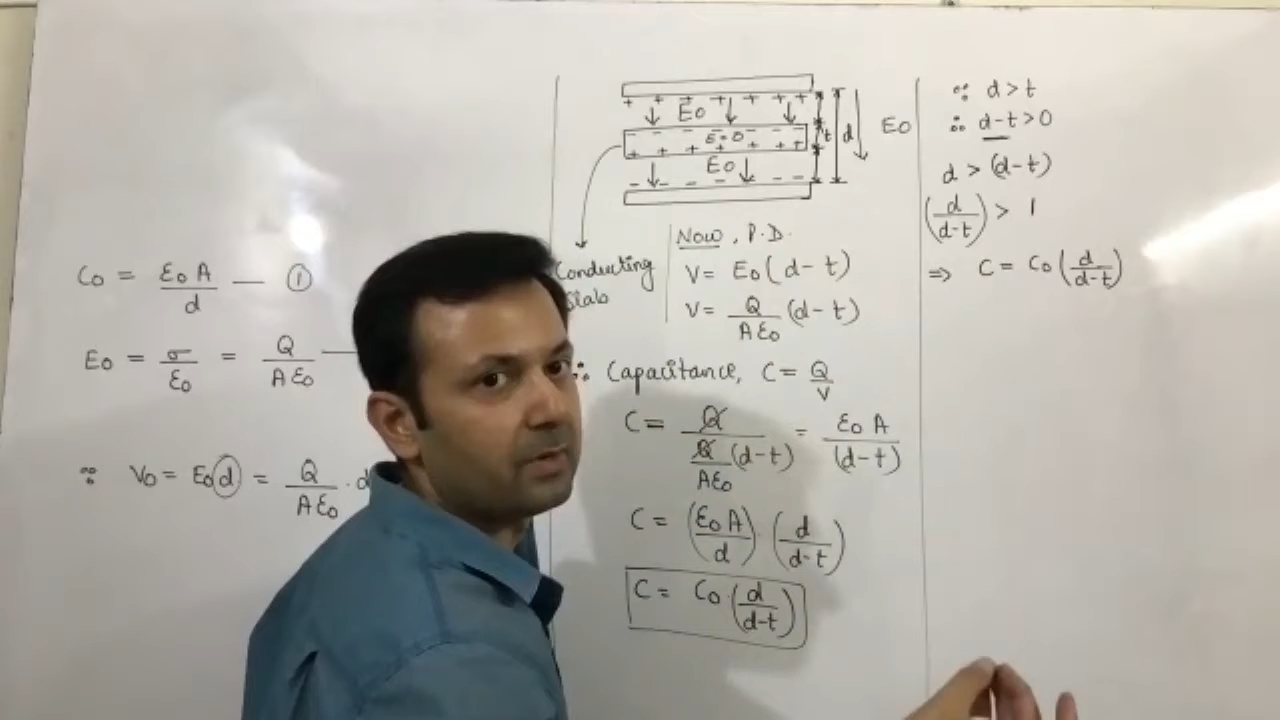 C₀ = ε₀A/d — ①
E₀ = σ/ε₀ = Q/Aε₀ —
∵ V₀ = E₀d = Q/Aε₀ · d
+ + + + + + +
E₀
- - - - - -
E=0
+ + + + + +
E₀
- - - - - -
t
d
E₀
Conducting
Slab
Now, P.D.
V = E₀(d-t)
V = Q/Aε₀ (d-t)
∴ Capacitance, C = Q/V
C = Q/(Q/Aε₀ (d-t)) = ε₀A/(d-t)
C = (ε₀A/d) · (d/d-t)
C = C₀ · (d/d-t)
∵ d > t
∴ d-t > 0
d > (d-t)
(d/d-t) > 1
⇒ C = C₀ (d/d-t)